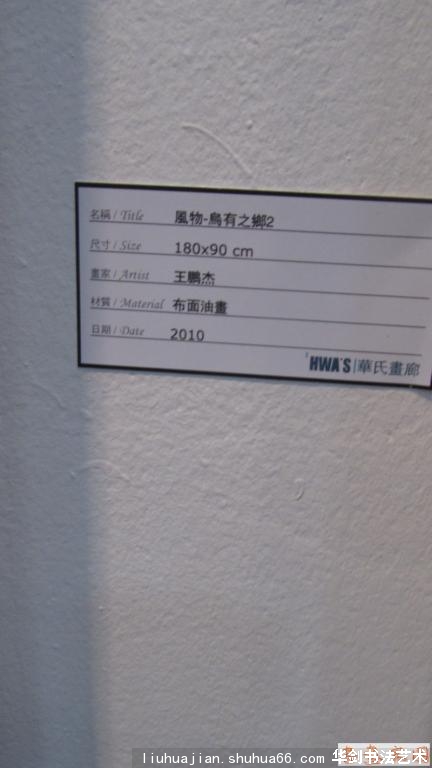 名稱 / Title 風物-烏有之鄉2
尺寸 / Size 180x90 cm
畫家 / Artist 王鵬杰
材質 / Material 布面油畫
日期 / Date 2010
HWA'S | 華氏畫廊
liuhuajian.shuhua66.com 华剑书法艺术